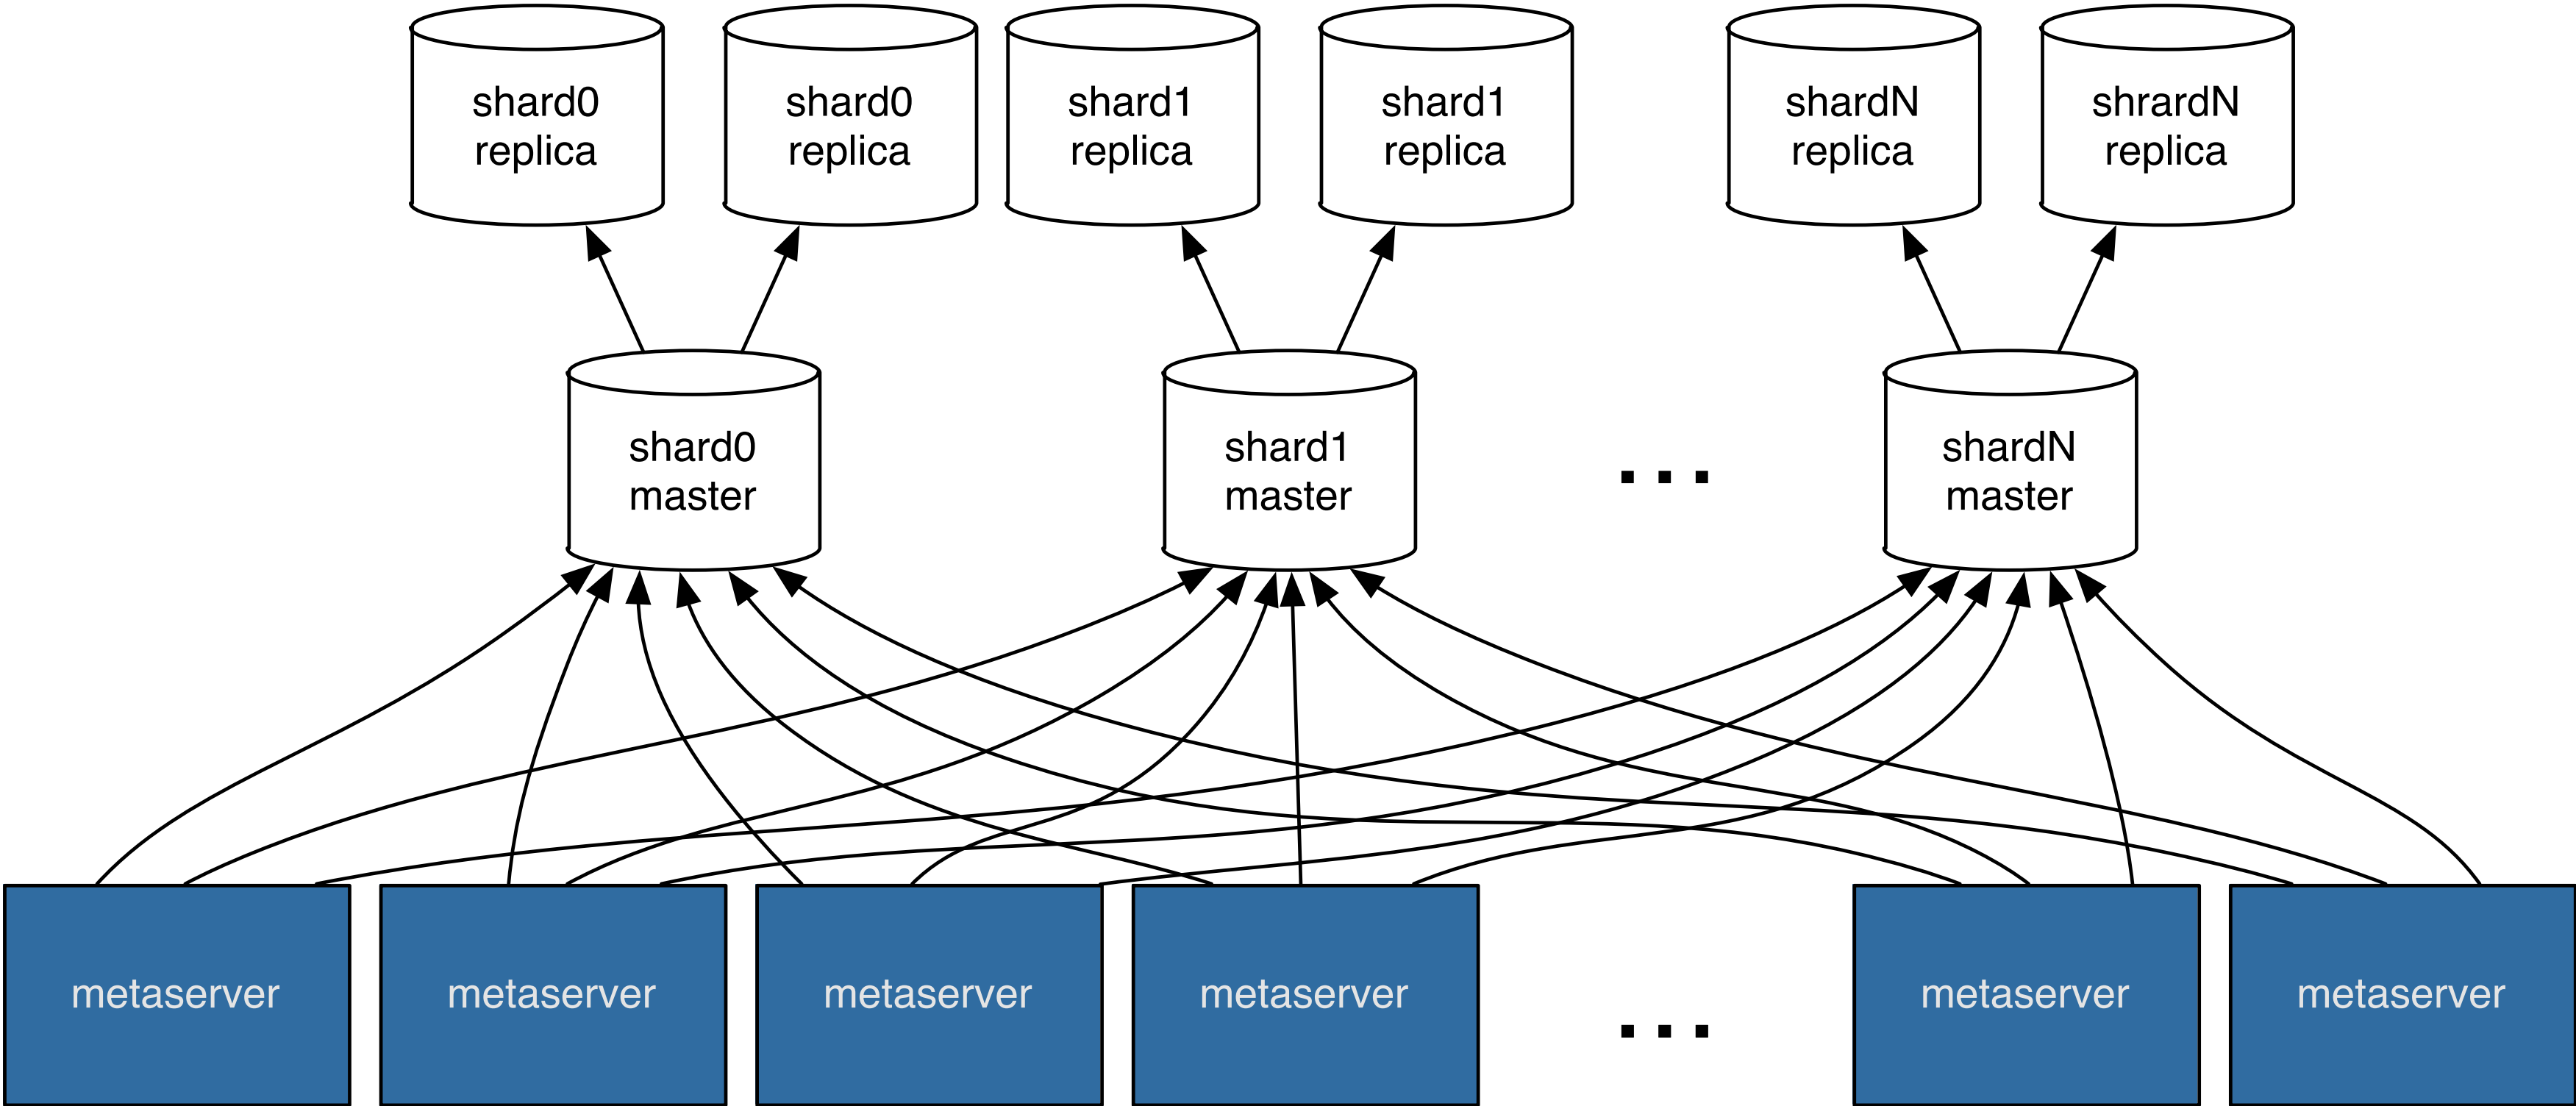 shard0
replica
shard0
replica
shard1
replica
shard1
replica
shardN
replica
shrardN
replica
shard0
master
shard1
master
...
shardN
master
metaserver
metaserver
metaserver
metaserver
...
metaserver
metaserver